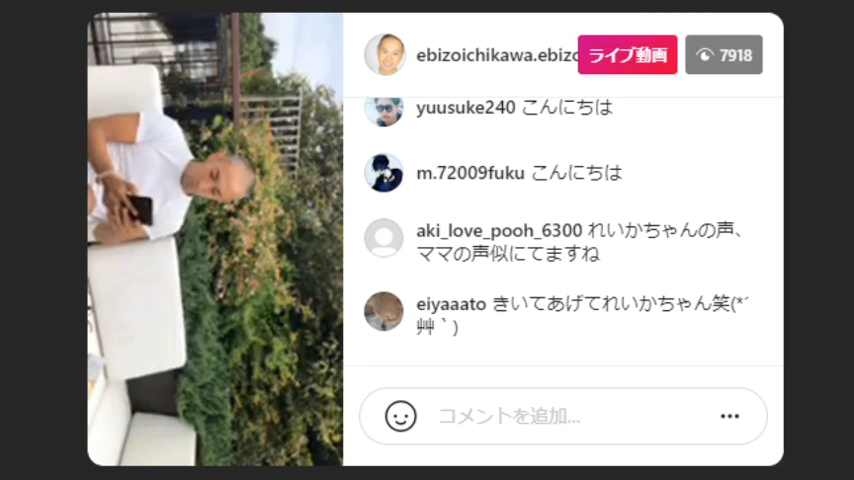 ebizoichikawa.ebizo
ライブ動画
7918
yuusuke240 こんにちは
m.72009fuku こんにちは
aki_love_pooh_6300 れいかちゃんの声、
ママの声似にてますね
eiyaaato きいてあげてれいかちゃん笑(*´
艸｀)
コメントを追加...